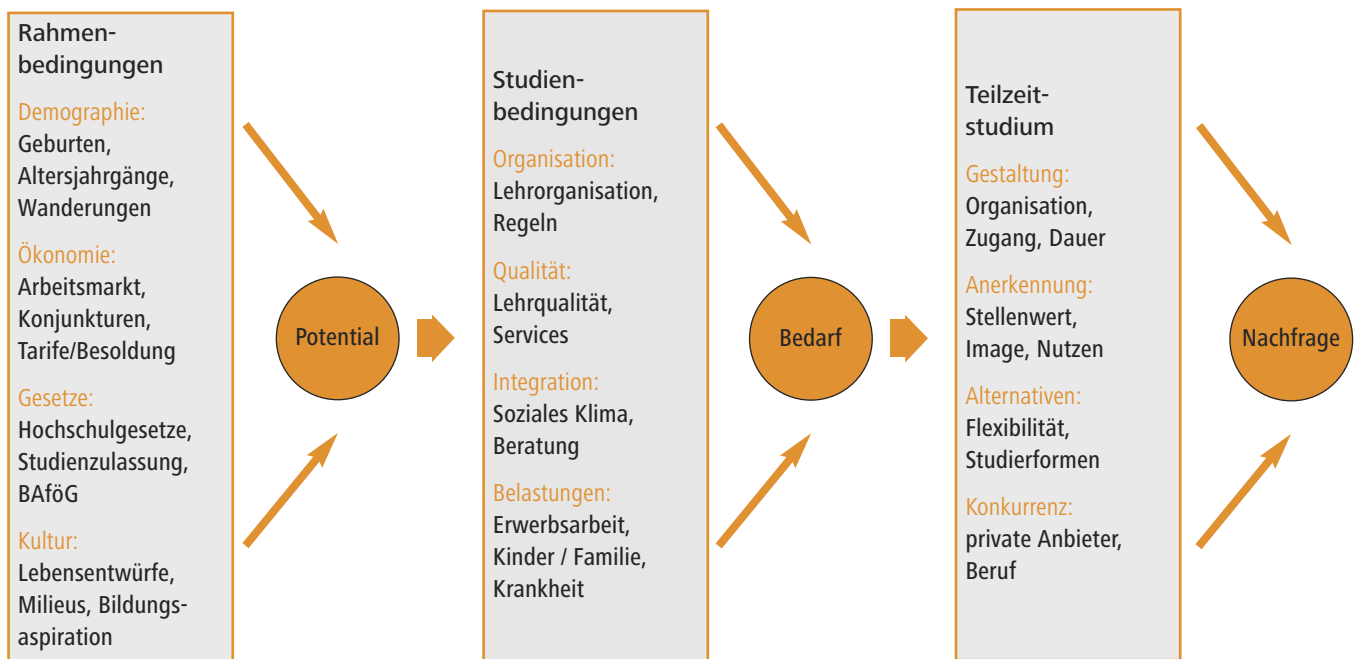 Rahmen-
bedingungen
Demographie:
Geburten,
Altersjahrgänge,
Wanderungen
Ökonomie:
Arbeitsmarkt,
Konjunkturen,
Tarife/Besoldung
Gesetze:
Hochschulgesetze,
Studienzulassung,
BAföG
Kultur:
Lebensentwürfe,
Milieus, Bildungs-
aspiration
Potential
Studien-
bedingungen
Organisation:
Lehrorganisation,
Regeln
Qualität:
Lehrqualität,
Services
Integration:
Soziales Klima,
Beratung
Belastungen:
Erwerbsarbeit,
Kinder / Familie,
Krankheit
Bedarf
Teilzeit-
studium
Gestaltung:
Organisation,
Zugang, Dauer
Anerkennung:
Stellenwert,
Image, Nutzen
Alternativen:
Flexibilität,
Studierformen
Konkurrenz:
private Anbieter,
Beruf
Nachfrage